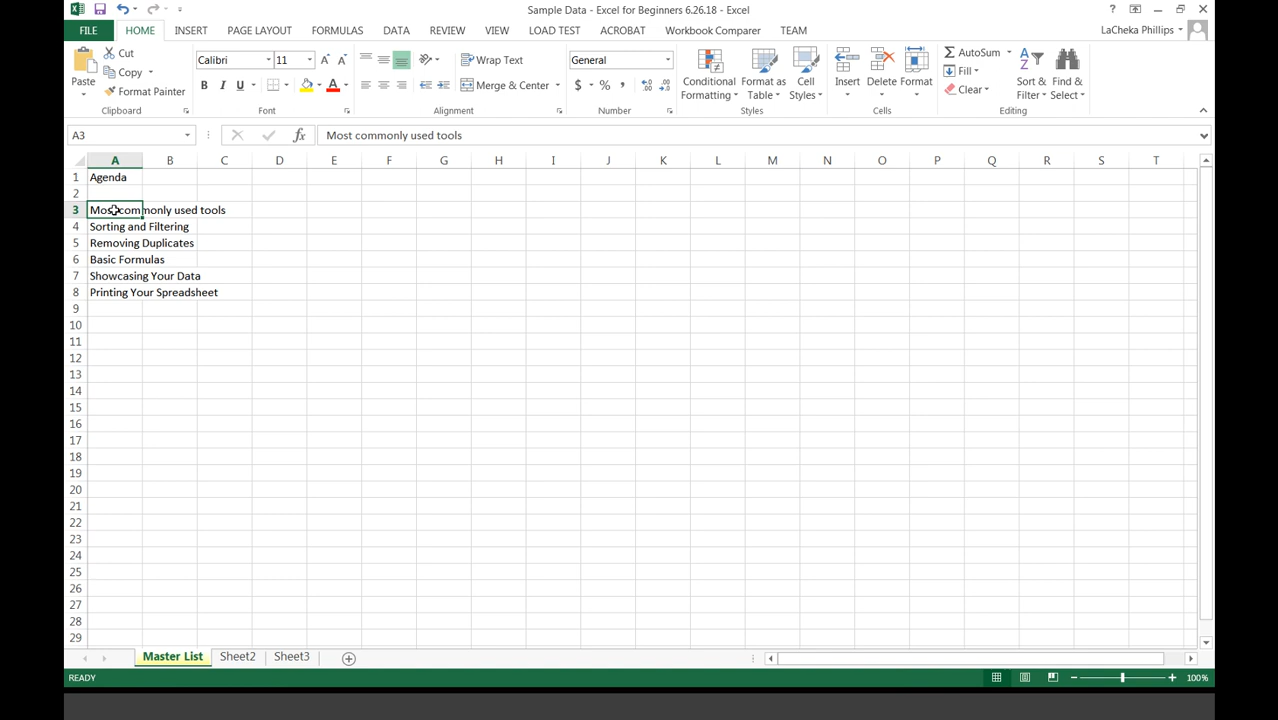 Sample Data - Excel for Beginners 6.26.18 - Excel
FILE HOME INSERT PAGE LAYOUT FORMULAS DATA REVIEW VIEW LOAD TEST ACROBAT Workbook Comparer TEAM LaCheka Phillips
Paste
Cut
Copy
Format Painter
Clipboard
Calibri 11
B I U
Font
Wrap Text
Merge & Center
Alignment
General
$ % ,
Number
Conditional Formatting
Format as Table
Cell Styles
Styles
Insert Delete Format
Cells
AutoSum
Fill
Clear
Sort & Filter
Find & Select
Editing
A3 fx Most commonly used tools
A B C D E F G H I J K L M N O P Q R S T
1 Agenda
2
3 Most commonly used tools
4 Sorting and Filtering
5 Removing Duplicates
6 Basic Formulas
7 Showcasing Your Data
8 Printing Your Spreadsheet
9
10
11
12
13
14
15
16
17
18
19
20
21
22
23
24
25
26
27
28
29
Master List Sheet2 Sheet3
READY 100%